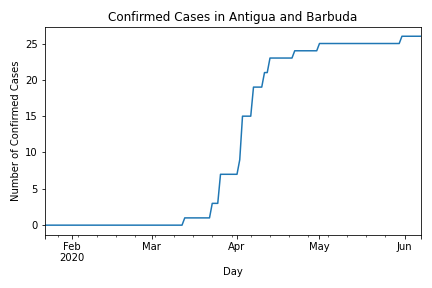 Confirmed Cases in Antigua and Barbuda
25
20
15
10
5
0
Number of Confirmed Cases
Feb Mar Apr May Jun
2020
Day